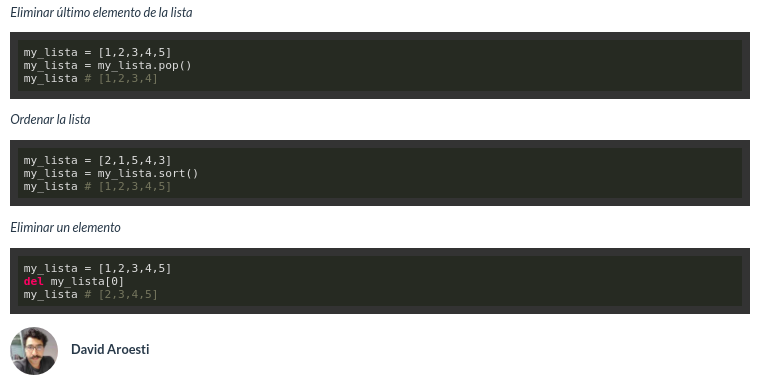 Eliminar último elemento de la lista
my_lista = [1,2,3,4,5]
my_lista = my_lista.pop()
my_lista # [1,2,3,4]
Ordenar la lista
my_lista = [2,1,5,4,3]
my_lista = my_lista.sort()
my_lista # [1,2,3,4,5]
Eliminar un elemento
my_lista = [1,2,3,4,5]
del my_lista[0]
my_lista # [2,3,4,5]
David Aroesti